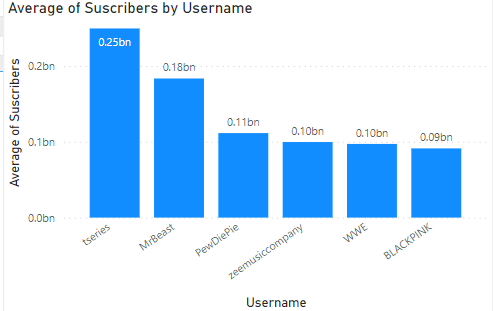 Average of Suscribers by Username
Average of Suscribers
0.2bn
0.1bn
0.0bn
0.25bn
0.18bn
0.11bn
0.10bn
0.10bn
0.09bn
tseries
MrBeast
PewDiePie
zeemusiccompany
WWE
BLACKPINK
Username